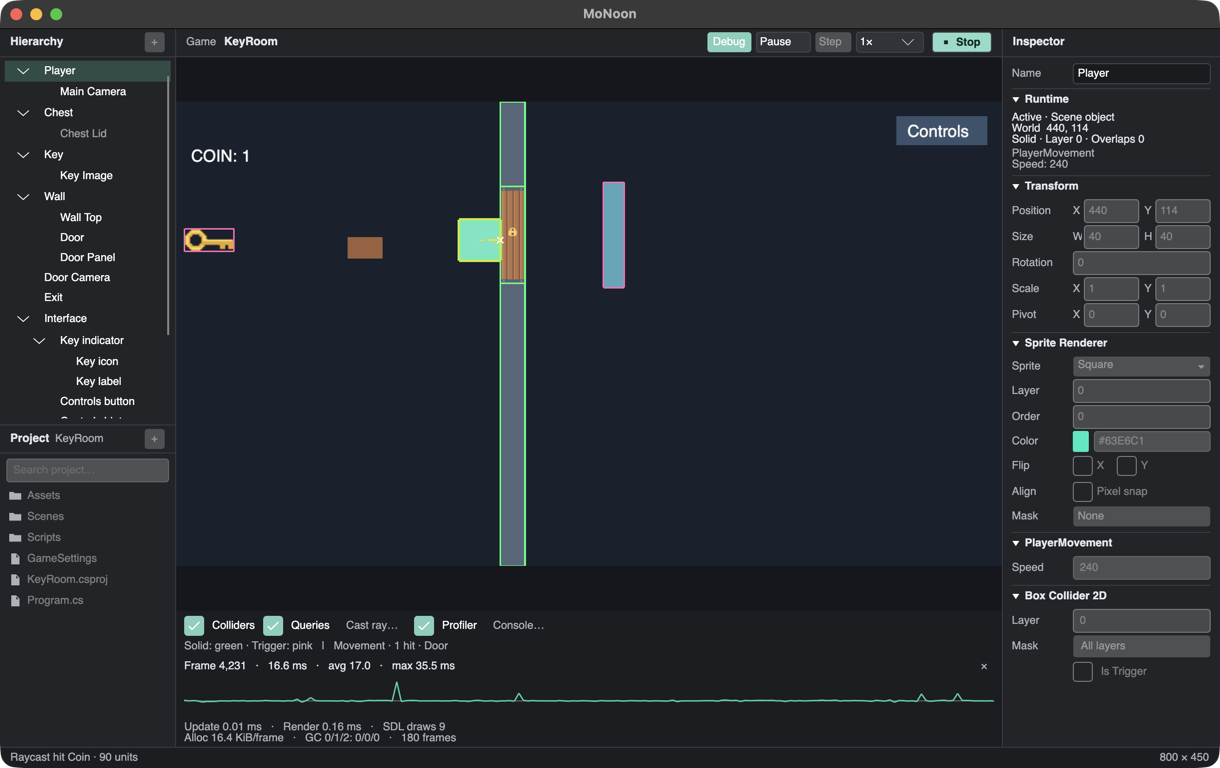 MoNoon
Hierarchy
+
Player
Main Camera
Chest
Chest Lid
Key
Key Image
Wall
Wall Top
Door
Door Panel
Door Camera
Exit
Interface
Key indicator
Key icon
Key label
Controls button
Project KeyRoom
+
Search project...
Assets
Scenes
Scripts
GameSettings
KeyRoom.csproj
Program.cs
Game KeyRoom
Debug Pause Step 1× Stop
COIN: 1
Controls
Colliders Queries Cast ray... Profiler Console...
Solid: green · Trigger: pink | Movement · 1 hit · Door
Frame 4,231 · 16.6 ms · avg 17.0 · max 35.5 ms ×
Update 0.01 ms · Render 0.16 ms · SDL draws 9
Alloc 16.4 KiB/frame · GC 0/1/2: 0/0/0 · 180 frames
Inspector
Name Player
Runtime
Active · Scene object
World 440, 114
Solid · Layer 0 · Overlaps 0
PlayerMovement
Speed: 240
Transform
Position X 440 Y 114
Size W 40 H 40
Rotation 0
Scale X 1 Y 1
Pivot X 0 Y 0
Sprite Renderer
Sprite Square
Layer 0
Order 0
Color #63E6C1
Flip X Y
Align Pixel snap
Mask None
PlayerMovement
Speed 240
Box Collider 2D
Layer 0
Mask All layers
Is Trigger
Raycast hit Coin · 90 units
800 × 450